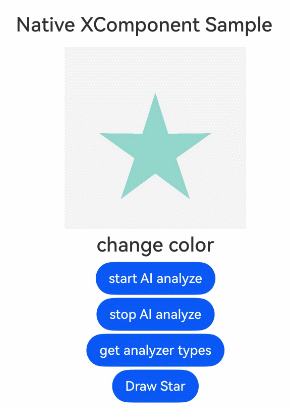 Native XComponent Sample
change color
start AI analyze
stop AI analyze
get analyzer types
Draw Star